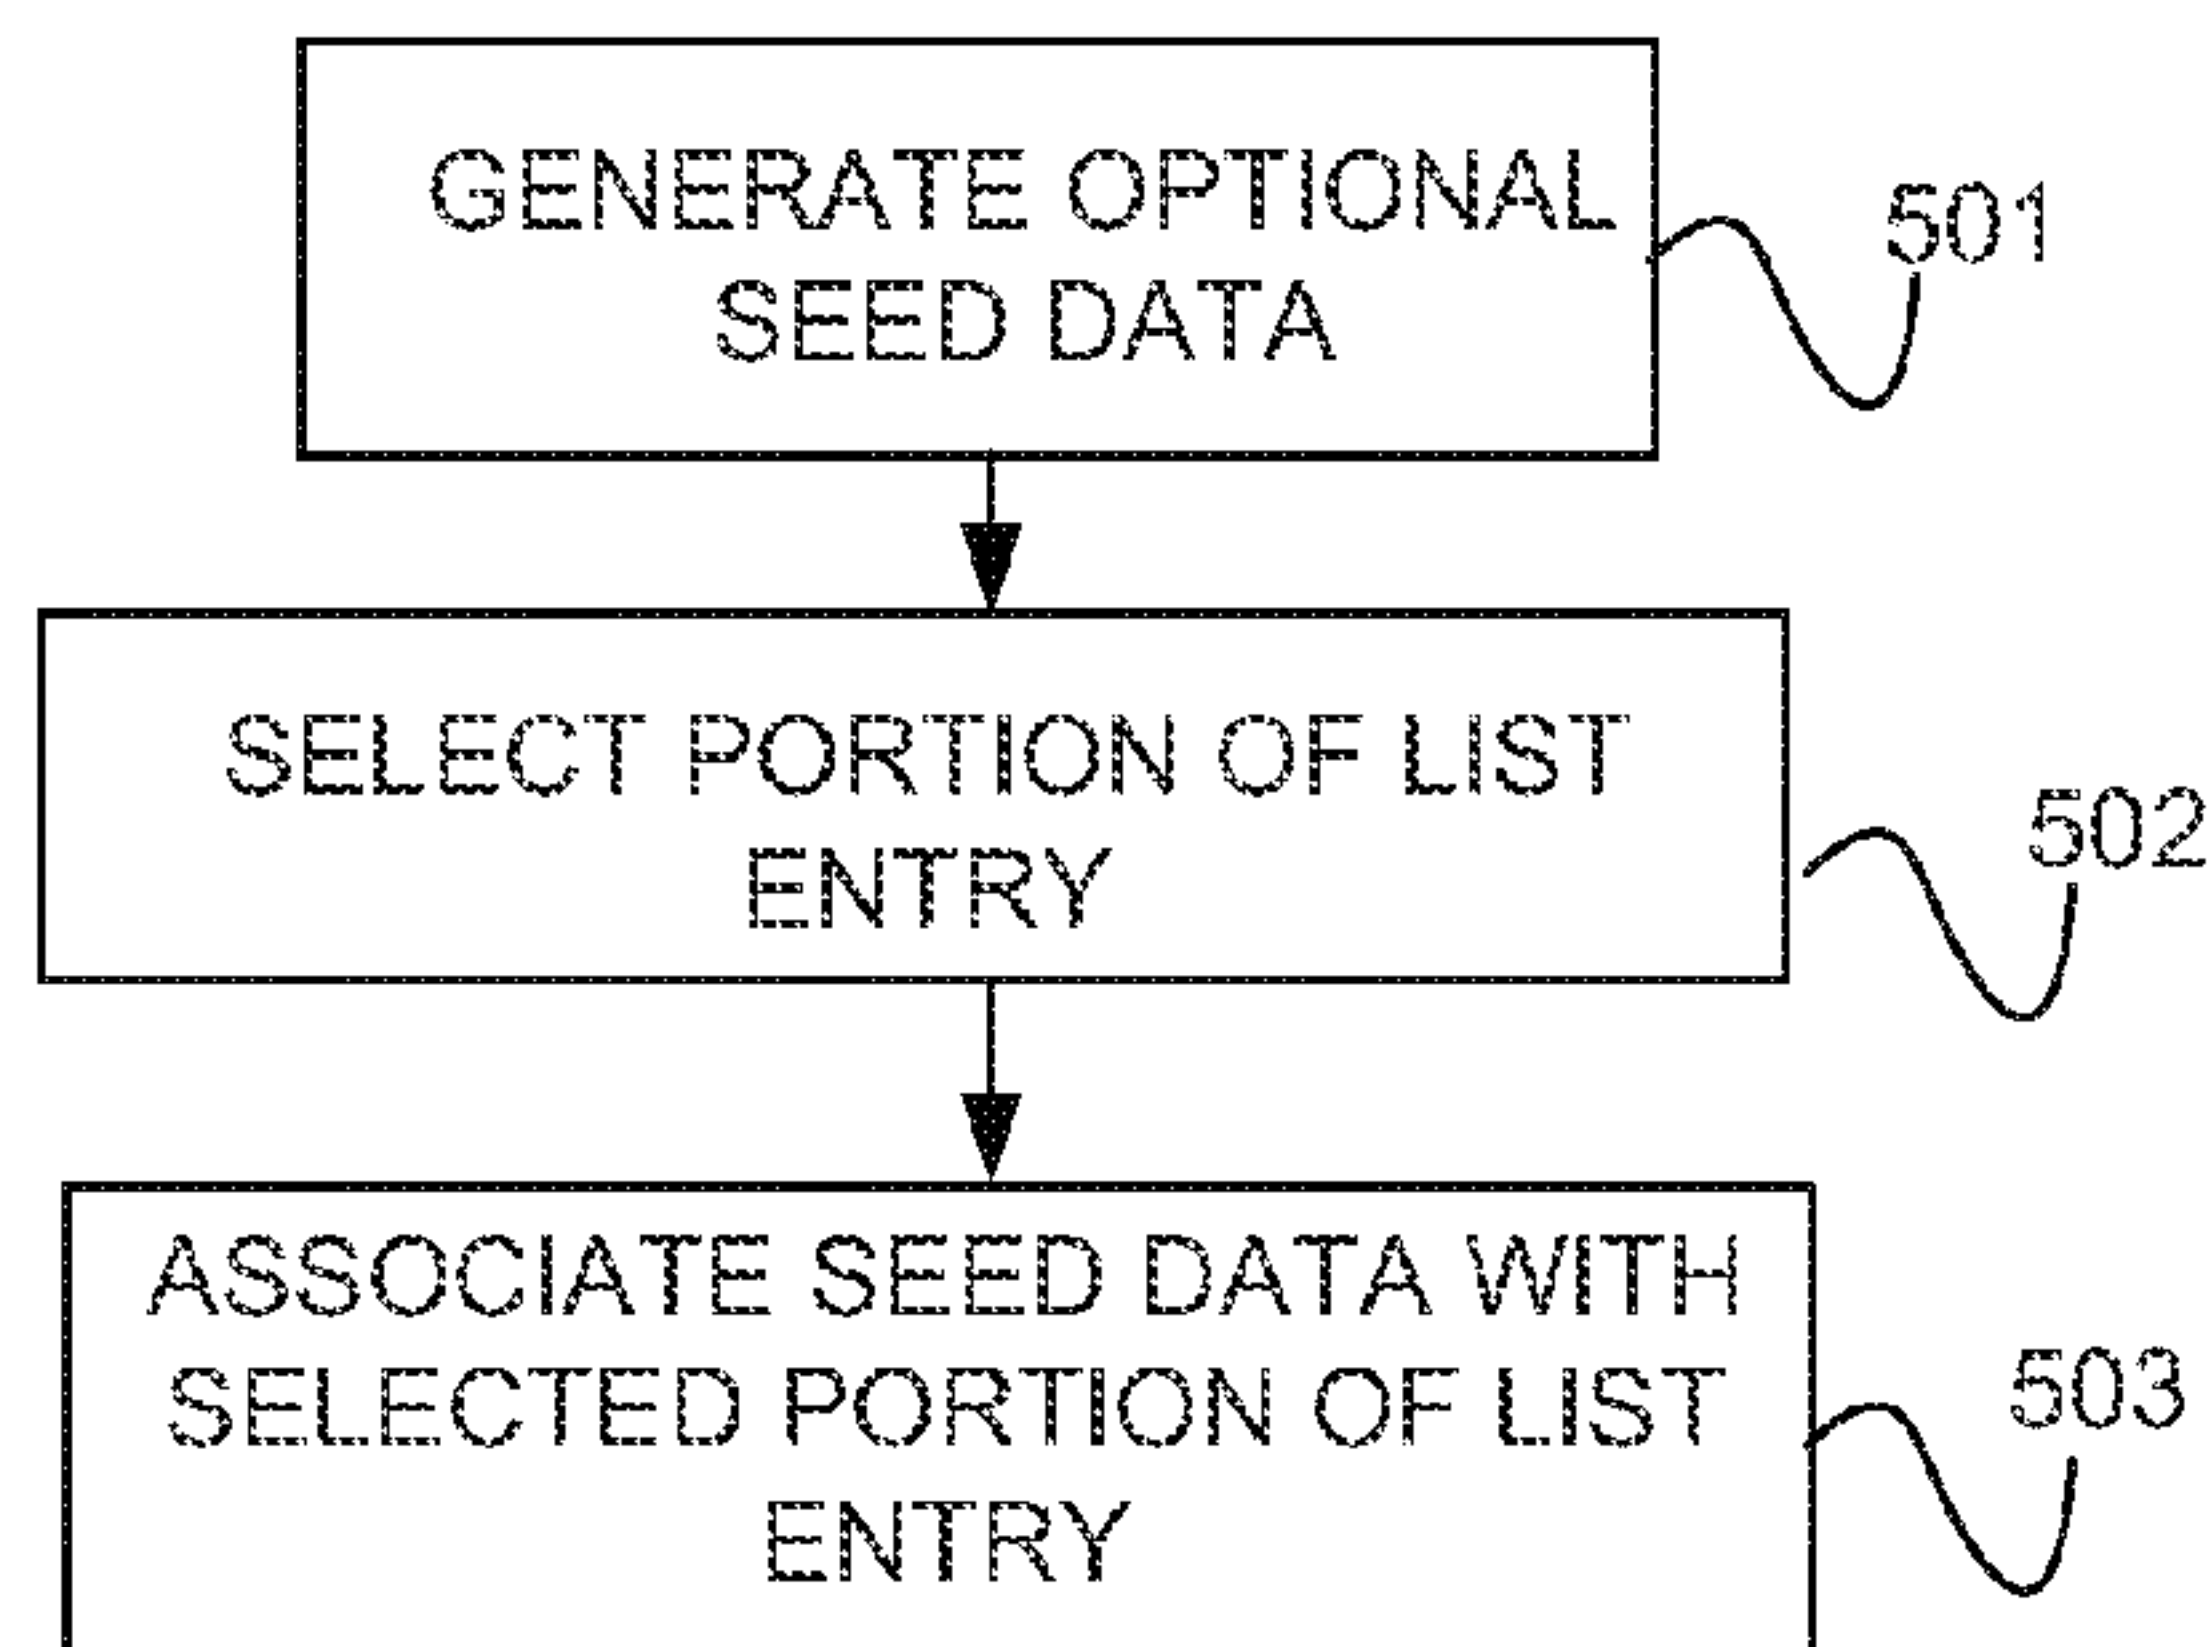 GENERATE OPTIONAL
SEED DATA
501
SELECT PORTION OF LIST
ENTRY
502
ASSOCIATE SEED DATA WITH
SELECTED PORTION OF LIST
ENTRY
503